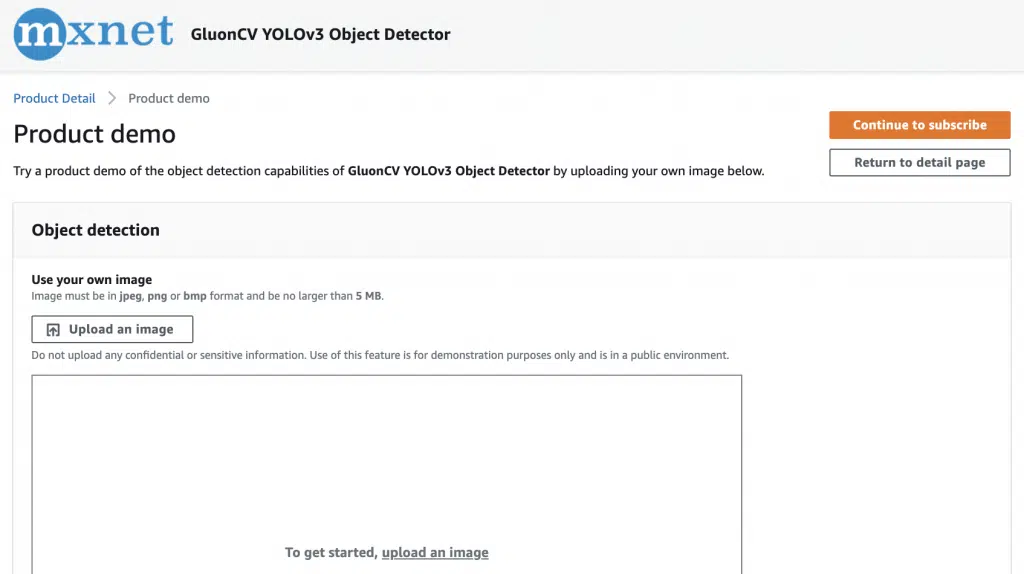 mxnet GluonCV YOLOv3 Object Detector
Product Detail Product demo
Product demo
Continue to subscribe
Return to detail page
Try a product demo of the object detection capabilities of GluonCV YOLOv3 Object Detector by uploading your own image below.
Object detection
Use your own image
Image must be in jpeg, png or bmp format and be no larger than 5 MB.
Upload an image
Do not upload any confidential or sensitive information. Use of this feature is for demonstration purposes only and is in a public environment.
To get started, upload an image